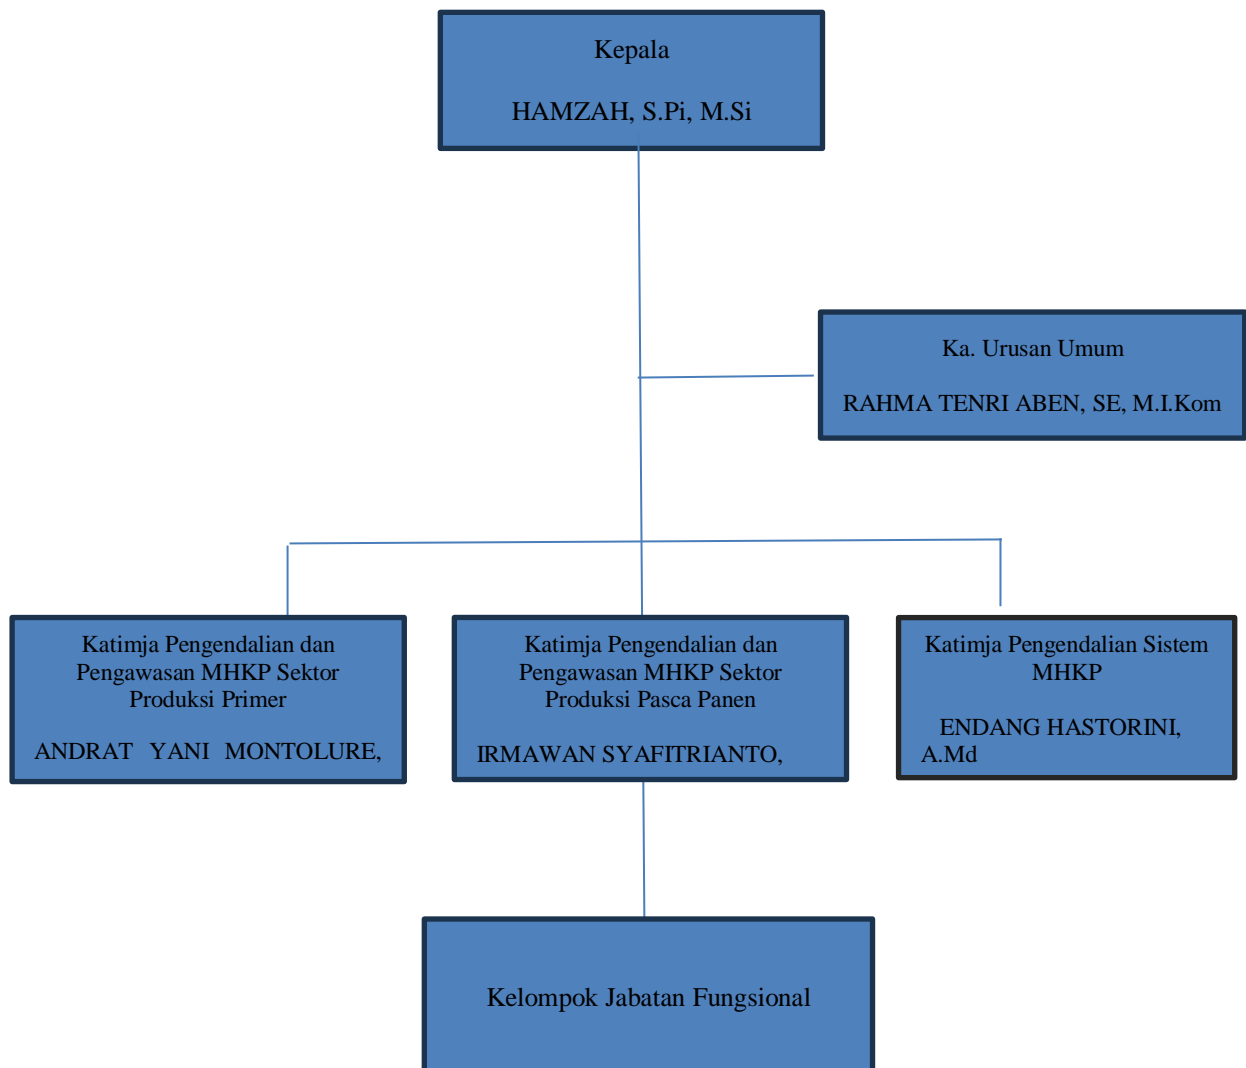 Kepala
HAMZAH, S.Pi, M.Si
Ka. Urusan Umum
RAHMA TENRI ABEN, SE, M.I.Kom
Katimja Pengendalian dan
Pengawasan MHKP Sektor
Produksi Primer
ANDRAT YANI MONTOLURE,
Katimja Pengendalian dan
Pengawasan MHKP Sektor
Produksi Pasca Panen
IRMAWAN SYAFITRIANTO,
Katimja Pengendalian Sistem
MHKP
ENDANG HASTORINI,
A.Md
Kelompok Jabatan Fungsional